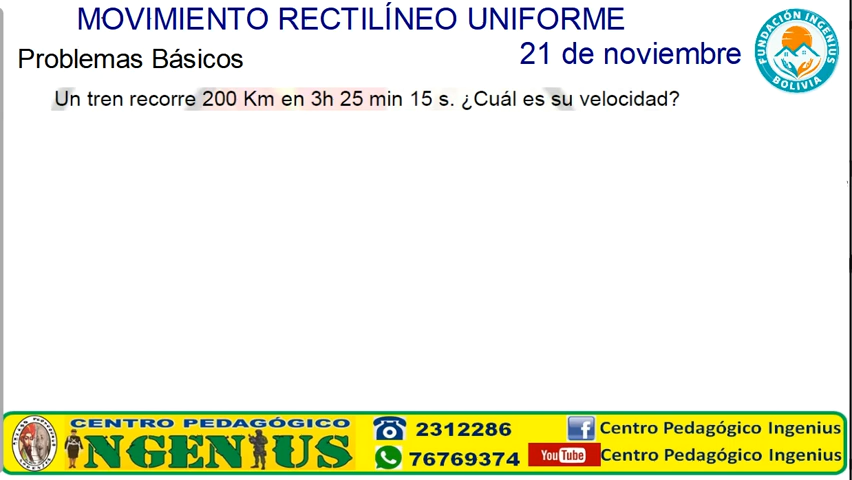 MOVIMIENTO RECTILÍNEO UNIFORME
21 de noviembre
Problemas Básicos
FUNDACIÓN INGENIUS
BOLIVIA
Un tren recorre 200 Km en 3h 25 min 15 s. ¿Cuál es su velocidad?
CENTRO PEDAGÓGICO
INGENIUS
2312286
76769374
f Centro Pedagógico Ingenius
YouTube Centro Pedagógico Ingenius